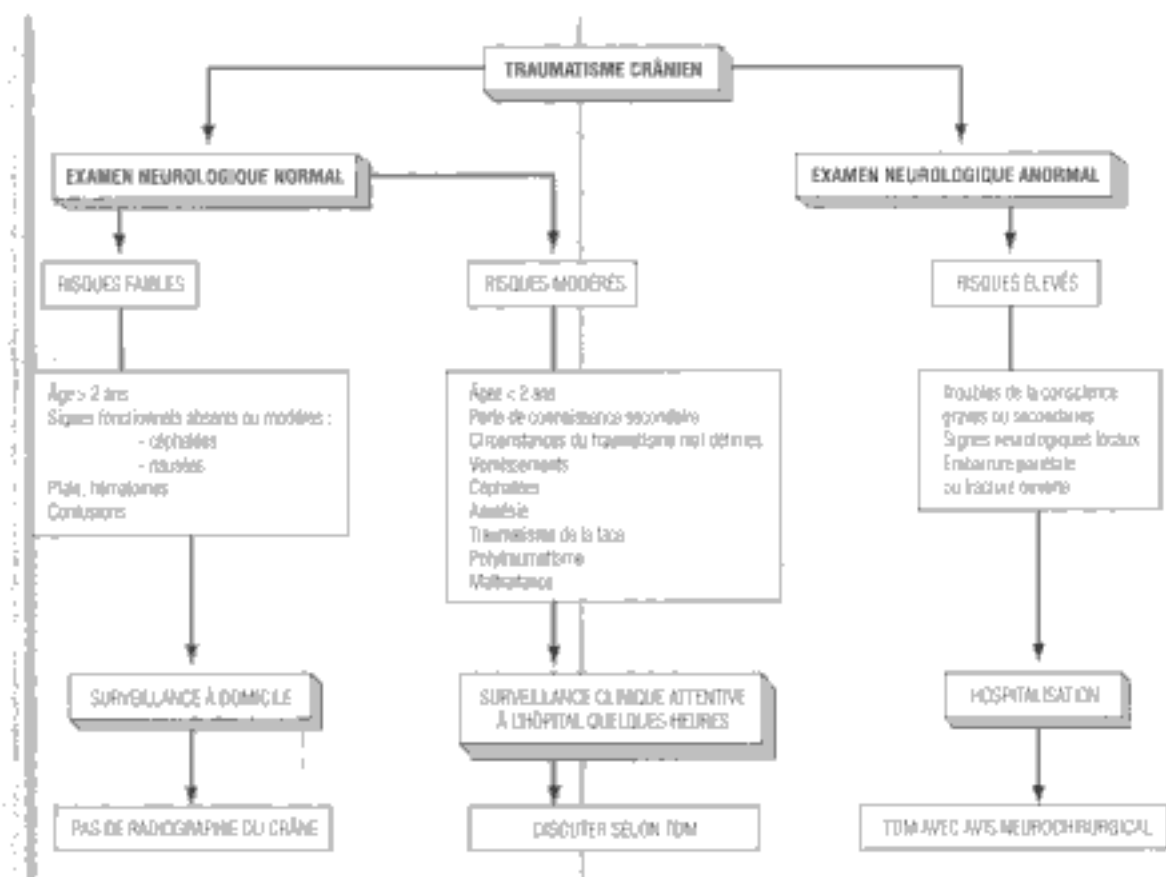 TRAUMATISME CRÂNIEN
EXAMEN NEUROLOGIQUE NORMAL
EXAMEN NEUROLOGIQUE ANORMAL
RISQUES FAIBLES
RISQUES MODÉRÉS
RISQUES ÉLEVÉS
Âge > 2 ans
Signes fonctionnels absents ou modérés :
- céphalées
- nausées
Plaie, hématomes
Contusions
Âges < 2 ans
Perte de connaissance secondaire
Circonstances du traumatisme mal définies
Vomissements
Céphalées
Amnésie
Traumatisme de la face
Polytraumatisme
Maltraitance
Troubles de la conscience
graves ou secondaires
Signes neurologiques locaux
Embarrure pariétale
ou fracture ouverte
SURVEILLANCE À DOMICILE
SURVEILLANCE CLINIQUE ATTENTIVE
À L'HÔPITAL QUELQUES HEURES
HOSPITALISATION
PAS DE RADIOGRAPHIE DU CRÂNE
DISCUTER SELON TDM
TDM AVEC AVIS NEUROCHIRURGICAL